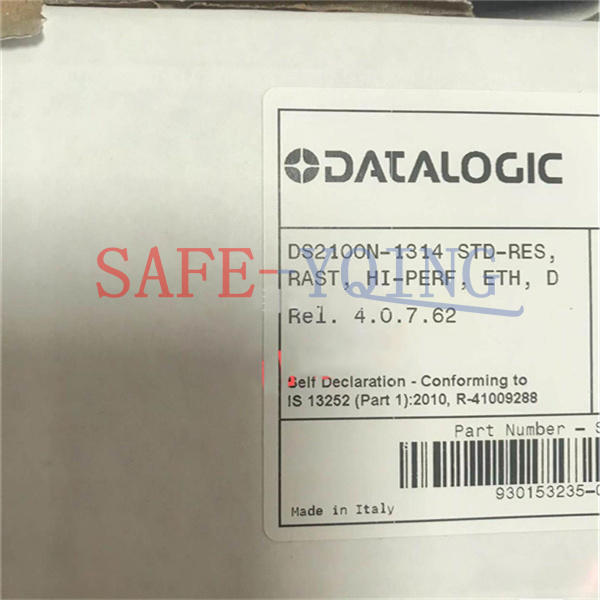 DATALOGIC
DS2100N-1314 STD-RES,
RAST, HI-PERF, ETH, D
SAFE-YQING
Rel. 4.0.7.62
Self Declaration - Conforming to
IS 13252 (Part 1):2010, R-41009288
Part Number - S
930153235-0
Made in Italy